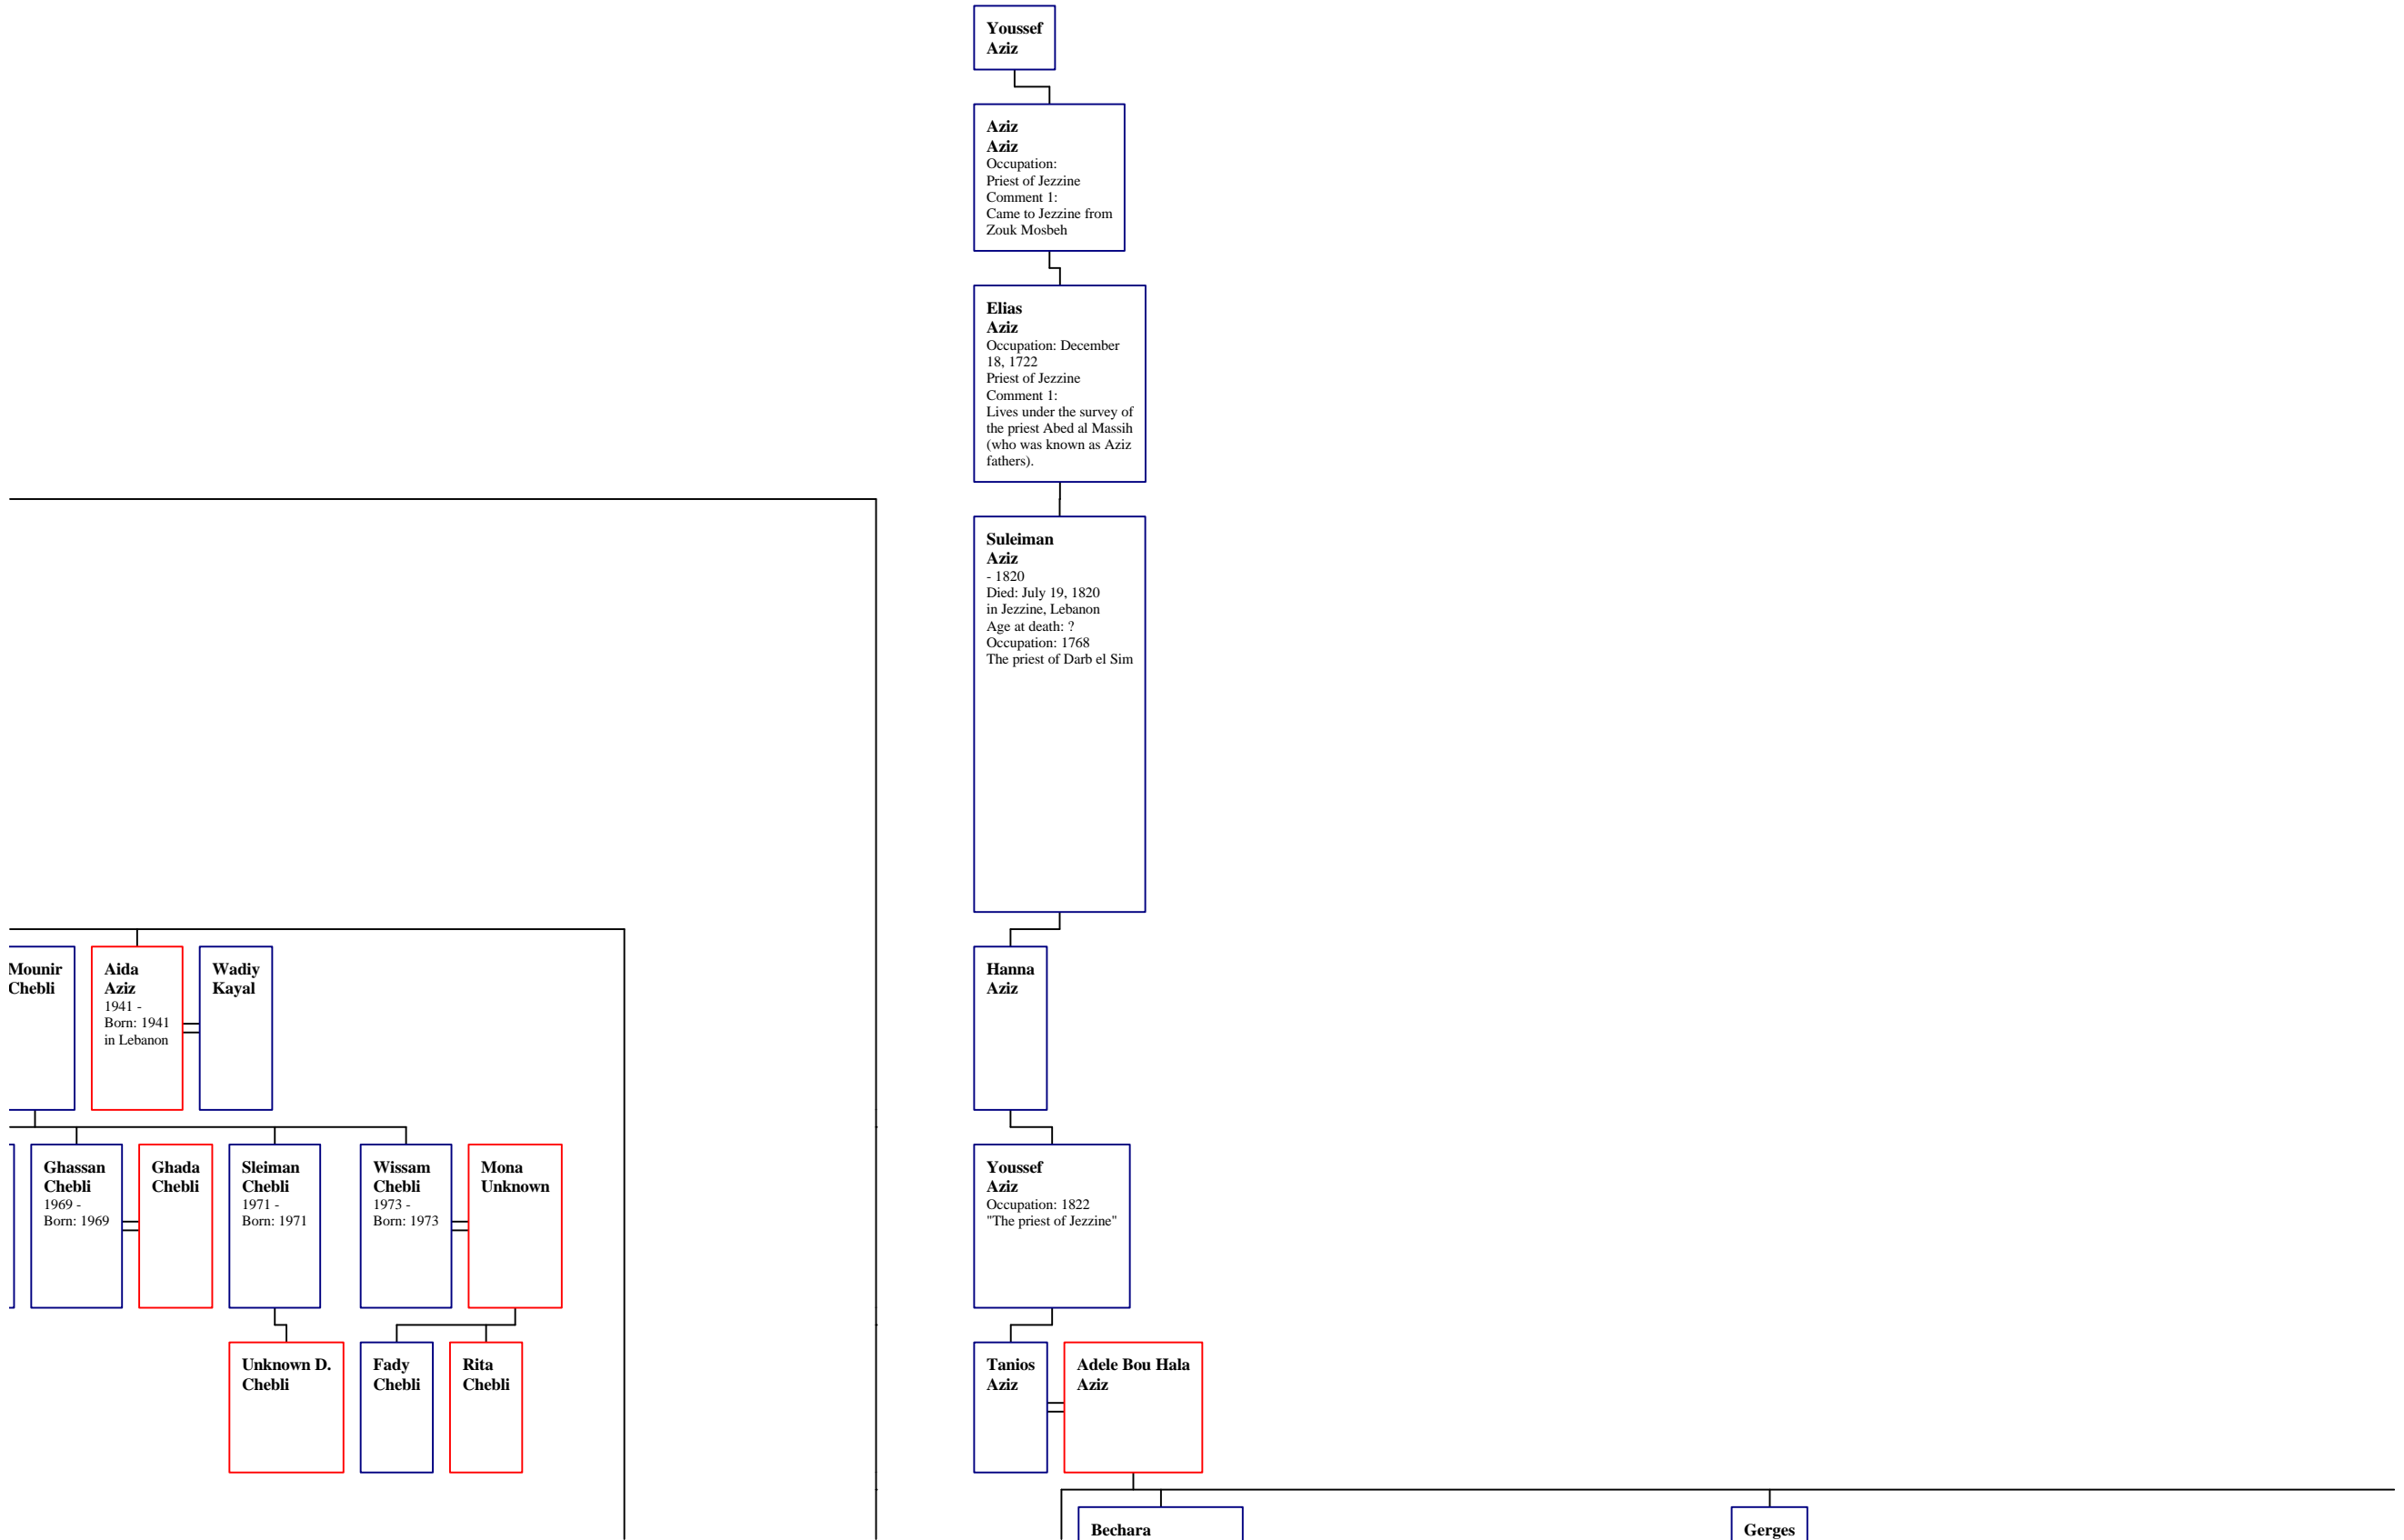 Youssef
Aziz
Aziz
Aziz
Occupation:
Priest of Jezzine
Comment 1:
Came to Jezzine from
Zouk Mosbeh
Elias
Aziz
Occupation: December
18, 1722
Priest of Jezzine
Comment 1:
Lives under the survey of
the priest Abed al Massih
(who was known as Aziz
fathers).
Suleiman
Aziz
- 1820
Died: July 19, 1820
in Jezzine, Lebanon
Age at death: ?
Occupation: 1768
The priest of Darb el Sim
Mounir
Chebli
Aida
Aziz
1941 -
Born: 1941
in Lebanon
Wadiy
Kayal
Hanna
Aziz
Ghassan
Chebli
1969 -
Born: 1969
Ghada
Chebli
Sleiman
Chebli
1971 -
Born: 1971
Wissam
Chebli
1973 -
Born: 1973
Mona
Unknown
Youssef
Aziz
Occupation: 1822
"The priest of Jezzine"
Unknown D.
Chebli
Fady
Chebli
Rita
Chebli
Tanios
Aziz
Adele Bou Hala
Aziz
Bechara
Gerges